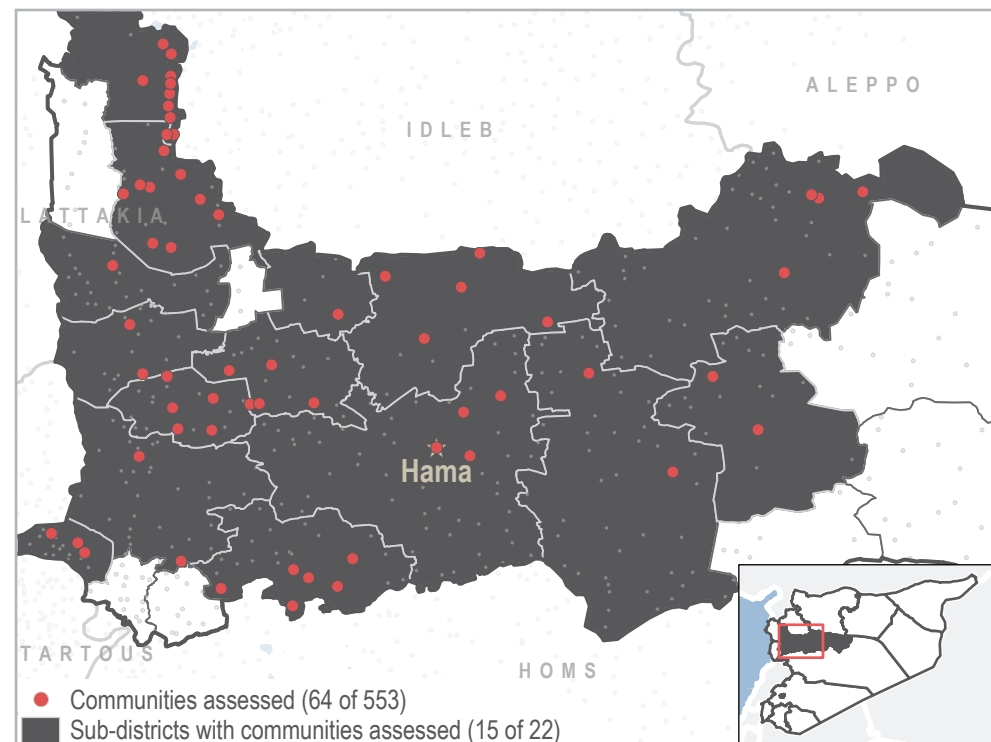 ALEPPO
IDLEB
LATTAKIA
Hama
TARTOUS
HOMS
Communities assessed (64 of 553)
Sub-districts with communities assessed (15 of 22)